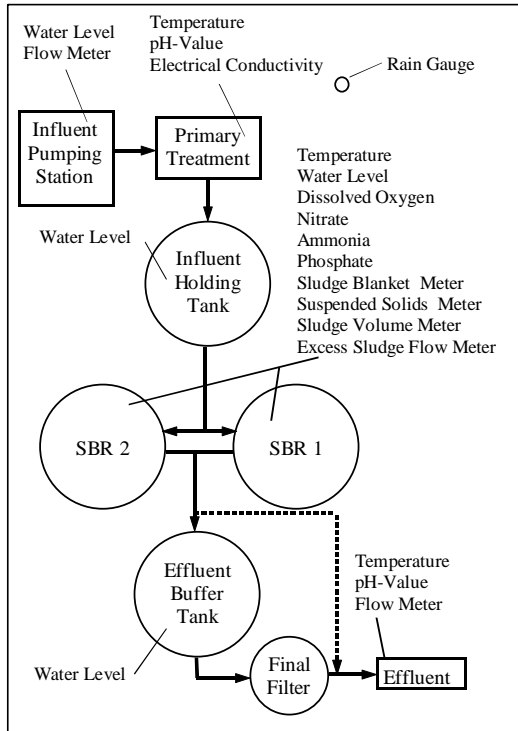 Water Level
Flow Meter
Temperature
pH-Value
Electrical Conductivity
Rain Gauge
Influent
Pumping
Station
Primary
Treatment
Temperature
Water Level
Dissolved Oxygen
Nitrate
Ammonia
Phosphate
Sludge Blanket Meter
Suspended Solids Meter
Sludge Volume Meter
Excess Sludge Flow Meter
Water Level
Influent
Holding
Tank
SBR 2
SBR 1
Effluent
Buffer
Tank
Temperature
pH-Value
Flow Meter
Water Level
Final
Filter
Effluent